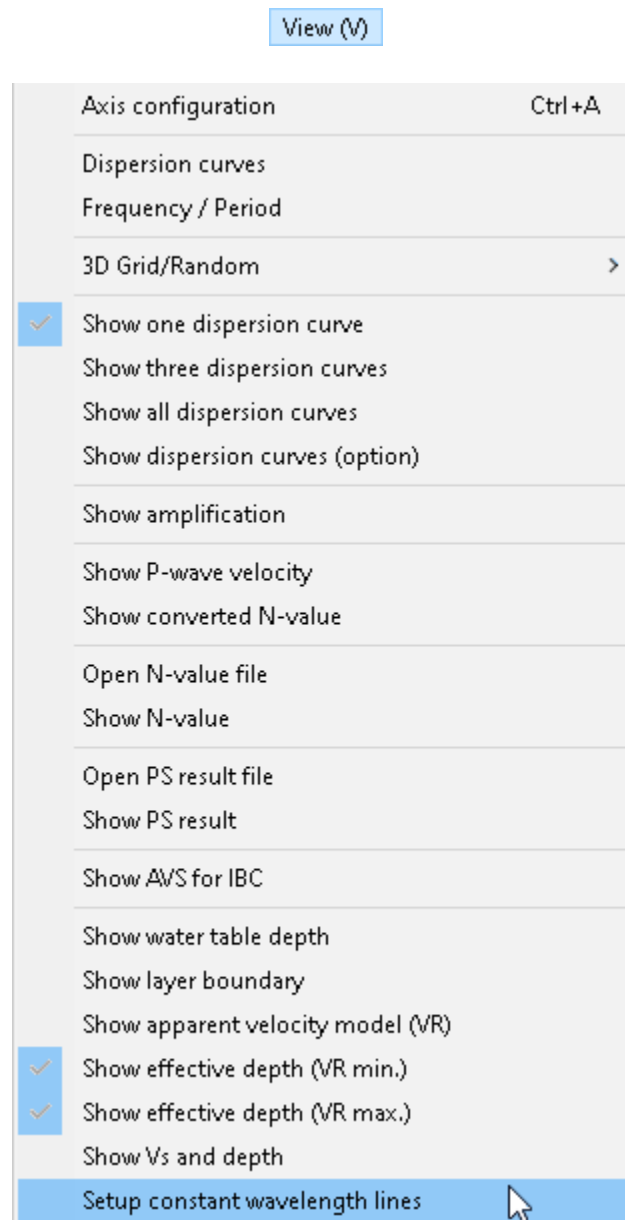 View (V)
Axis configuration Ctrl+A
Dispersion curves
Frequency / Period
3D Grid/Random
Show one dispersion curve
Show three dispersion curves
Show all dispersion curves
Show dispersion curves (option)
Show amplification
Show P-wave velocity
Show converted N-value
Open N-value file
Show N-value
Open PS result file
Show PS result
Show AVS for IBC
Show water table depth
Show layer boundary
Show apparent velocity model (VR)
Show effective depth (VR min.)
Show effective depth (VR max.)
Show Vs and depth
Setup constant wavelength lines